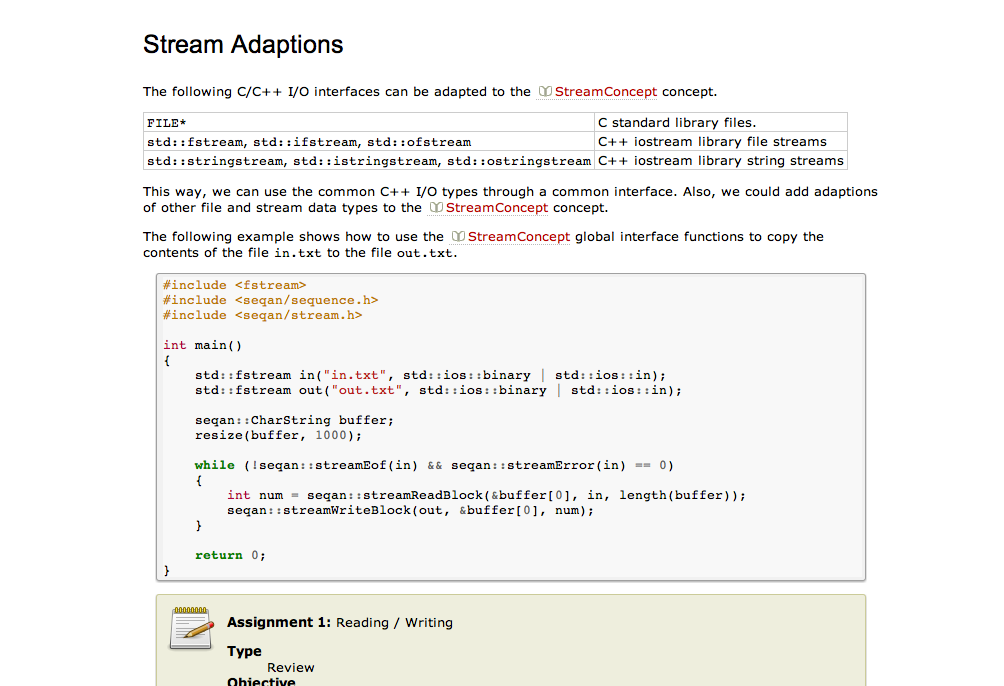 Stream Adaptions
The following C/C++ I/O interfaces can be adapted to the StreamConcept concept.
FILE* C standard library files.
std::fstream, std::ifstream, std::ofstream C++ iostream library file streams
std::stringstream, std::istringstream, std::ostringstream C++ iostream library string streams
This way, we can use the common C++ I/O types through a common interface. Also, we could add adaptions
of other file and stream data types to the StreamConcept concept.
The following example shows how to use the StreamConcept global interface functions to copy the
contents of the file in.txt to the file out.txt.
#include <fstream>
#include <seqan/sequence.h>
#include <seqan/stream.h>
int main()
{
    std::fstream in("in.txt", std::ios::binary | std::ios::in);
    std::fstream out("out.txt", std::ios::binary | std::ios::in);
    seqan::CharString buffer;
    resize(buffer, 1000);
    while (!seqan::streamEof(in) && seqan::streamError(in) == 0)
    {
        int num = seqan::streamReadBlock(&buffer[0], in, length(buffer));
        seqan::streamWriteBlock(out, &buffer[0], num);
    }
    return 0;
}
Assignment 1: Reading / Writing
Type
Review
Objective